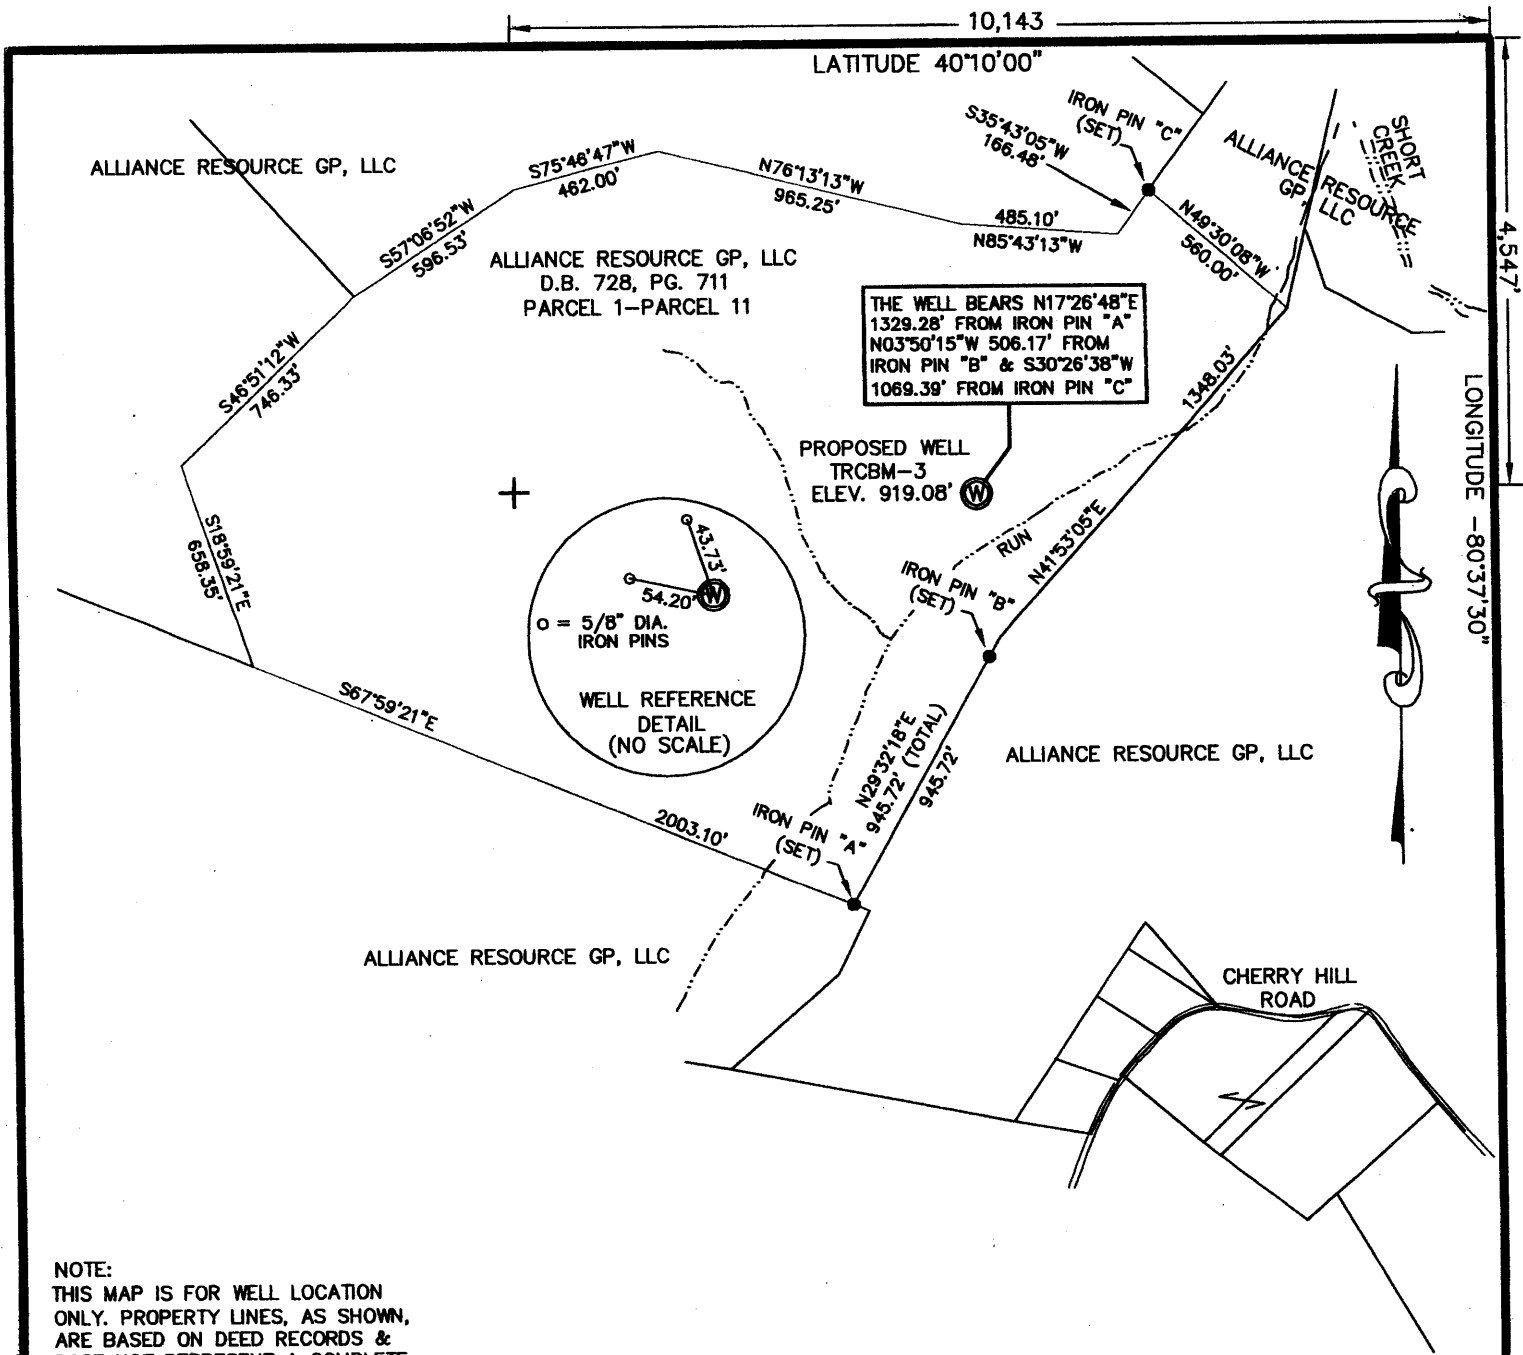 10,143
LATITUDE 40°10'00"
4,547'
LONGITUDE -80°37'30"
ALLIANCE RESOURCE GP, LLC
S75°46'47"W
462.00'
N76°13'13"W
965.25'
S35°43'05"W
166.48'
IRON PIN "C"
(SET)
ALLIANCE RESOURCE
GP, LLC
SHORT
CREEK
S57°06'52"W
596.53'
485.10'
N85°43'13"W
N49°30'08"W
560.00'
ALLIANCE RESOURCE GP, LLC
D.B. 728, PG. 711
PARCEL 1-PARCEL 11
THE WELL BEARS N17°26'48"E
1329.28' FROM IRON PIN "A"
N03°50'15"W 506.17' FROM
IRON PIN "B" & S30°26'38"W
1069.39' FROM IRON PIN "C"
S46°51'12"W
746.33'
1348.03'
PROPOSED WELL
TRCBM-3
ELEV. 919.08'
W
S18°59'21"E
658.35'
43.73'
54.20'
W
o = 5/8" DIA.
IRON PINS
WELL REFERENCE
DETAIL
(NO SCALE)
RUN
N41°53'05"E
IRON PIN "B"
(SET)
S67°59'21"E
2003.10'
N29°32'18"E
945.72' (TOTAL)
945.72'
ALLIANCE RESOURCE GP, LLC
IRON PIN "A"
(SET)
ALLIANCE RESOURCE GP, LLC
CHERRY HILL
ROAD
NOTE:
THIS MAP IS FOR WELL LOCATION
ONLY. PROPERTY LINES, AS SHOWN,
ARE BASED ON DEED RECORDS &